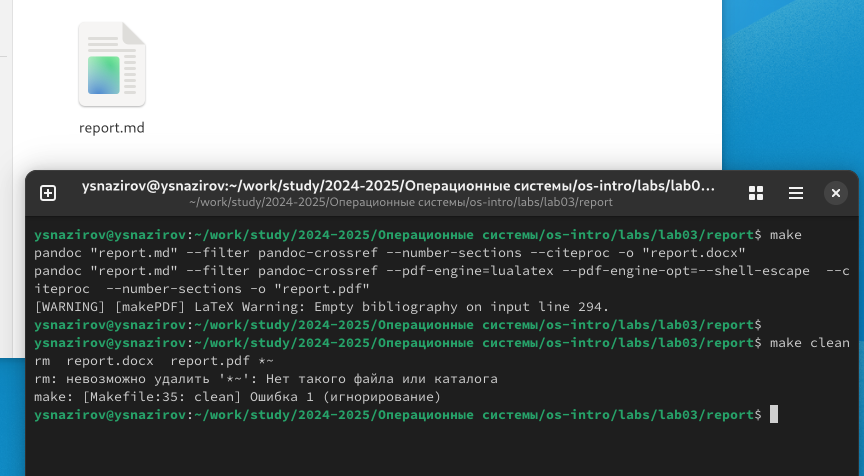 report.md
ysnazirov@ysnazirov:~/work/study/2024-2025/Операционные системы/os-intro/labs/lab0...
~/work/study/2024-2025/Операционные системы/os-intro/labs/lab03/report
ysnazirov@ysnazirov:~/work/study/2024-2025/Операционные системы/os-intro/labs/lab03/report$ make
pandoc "report.md" --filter pandoc-crossref --number-sections --citeproc -o "report.docx"
pandoc "report.md" --filter pandoc-crossref --pdf-engine=lualatex --pdf-engine-opt=--shell-escape  --c
iteproc  --number-sections -o "report.pdf"
[WARNING] [makePDF] LaTeX Warning: Empty bibliography on input line 294.
ysnazirov@ysnazirov:~/work/study/2024-2025/Операционные системы/os-intro/labs/lab03/report$
ysnazirov@ysnazirov:~/work/study/2024-2025/Операционные системы/os-intro/labs/lab03/report$ make clean
rm  report.docx  report.pdf *~
rm: невозможно удалить '*~': Нет такого файла или каталога
make: [Makefile:35: clean] Ошибка 1 (игнорирование)
ysnazirov@ysnazirov:~/work/study/2024-2025/Операционные системы/os-intro/labs/lab03/report$